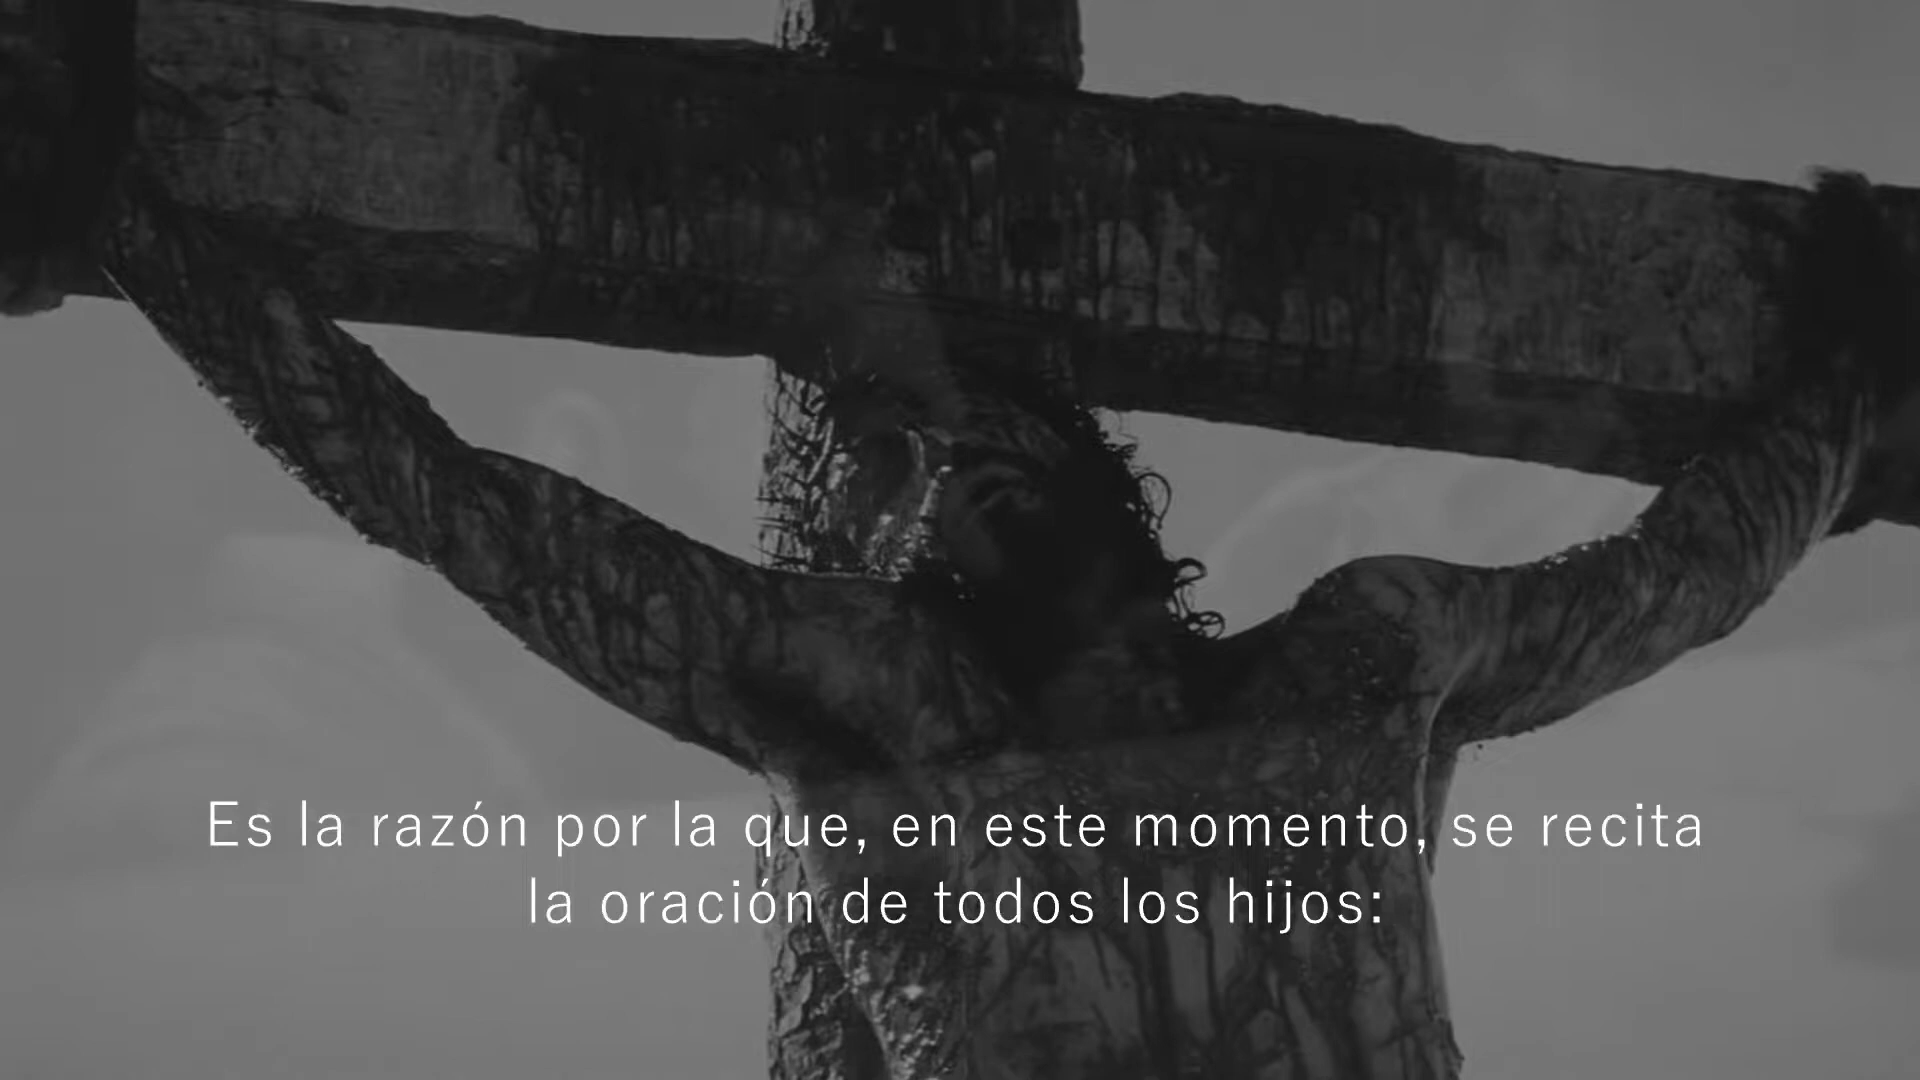 Es la razón por la que, en este momento, se recita
la oración de todos los hijos: